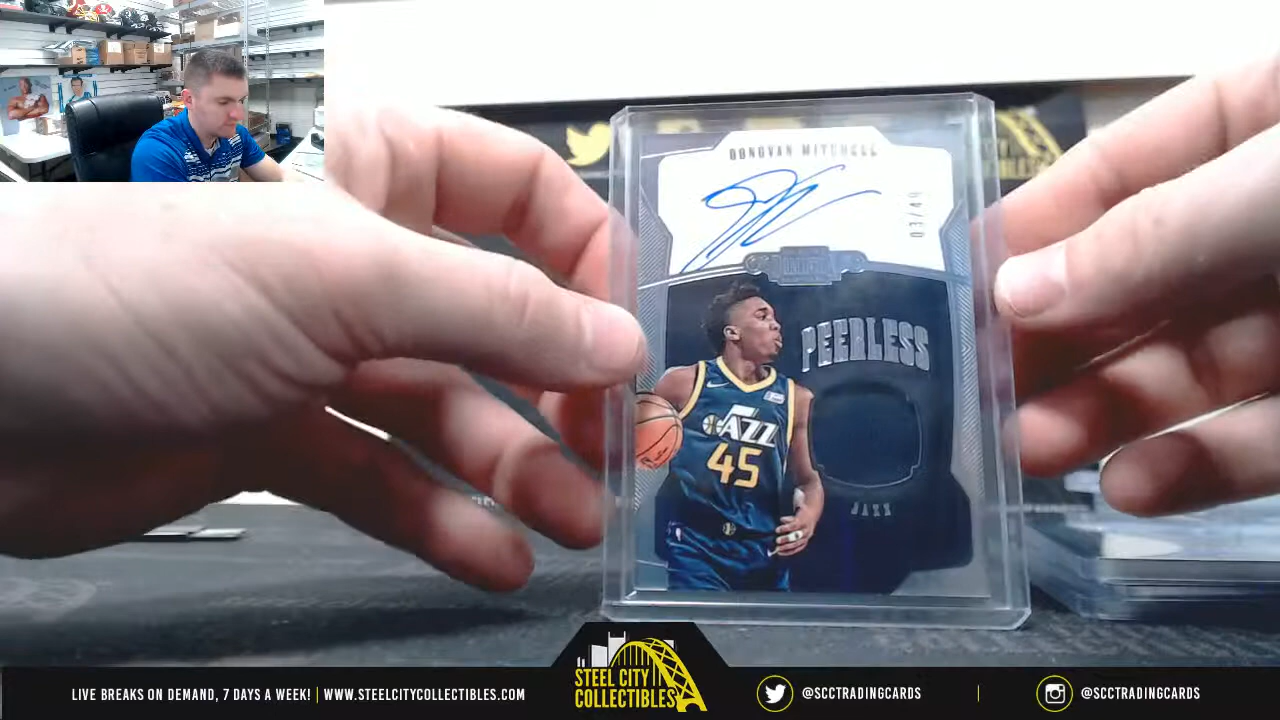 DONOVAN MITCHELL
03/49
PEERLESS
JAZZ
45
JAZZ
STEEL CITY
COLLECTIBLES
LIVE BREAKS ON DEMAND, 7 DAYS A WEEK! | WWW.STEELCITYCOLLECTIBLES.COM
@SCCTRADINGCARDS | @SCCTRADINGCARDS